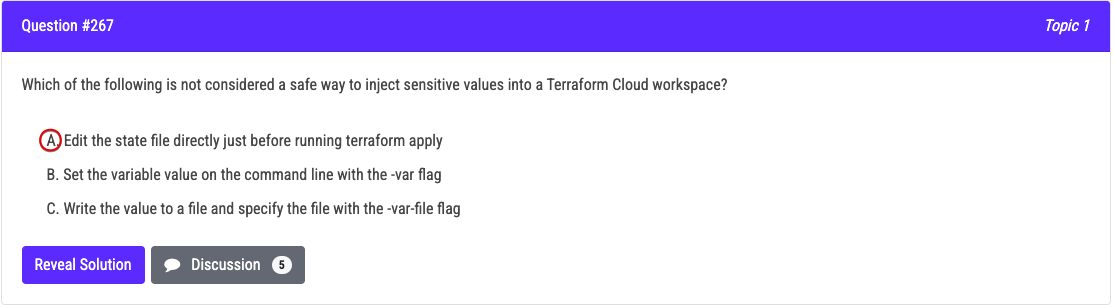 Question #267
Topic 1
Which of the following is not considered a safe way to inject sensitive values into a Terraform Cloud workspace?
A. Edit the state file directly just before running terraform apply
B. Set the variable value on the command line with the -var flag
C. Write the value to a file and specify the file with the -var-file flag
Reveal Solution
Discussion 5